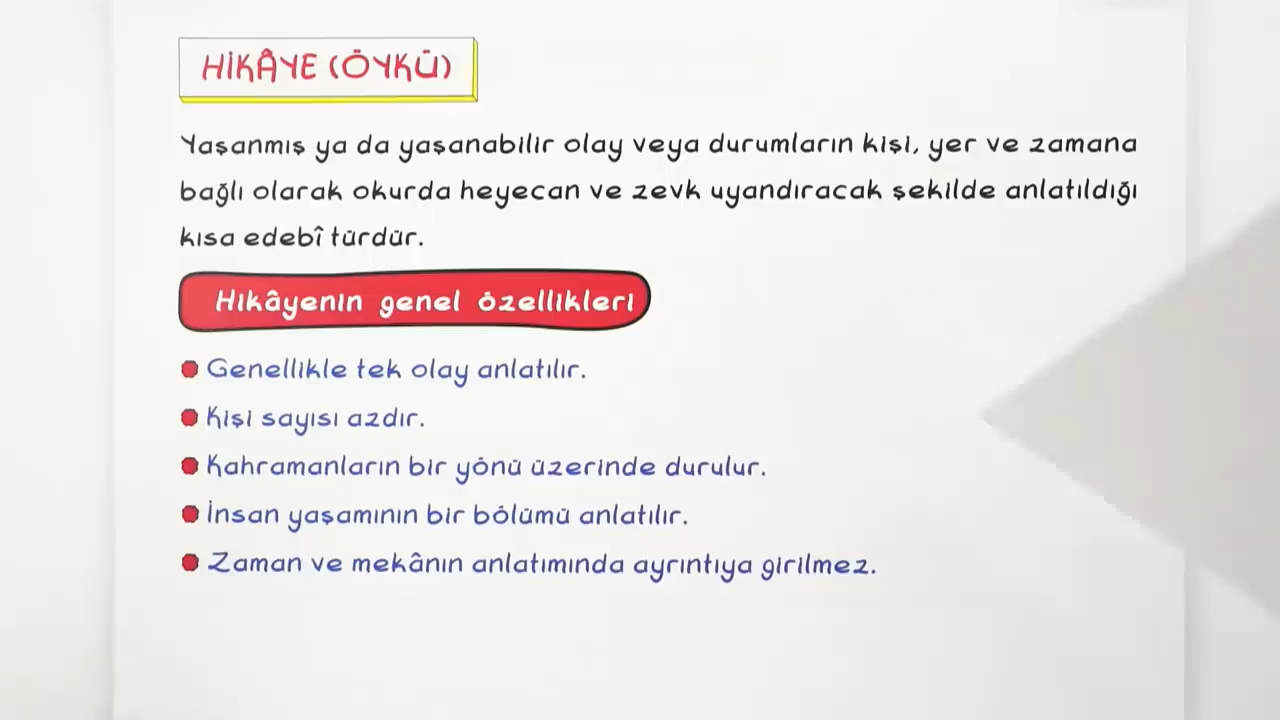 HİKÂYE (ÖYKÜ)
Yaşanmış ya da yaşanabilir olay veya durumların kişi, yer ve zamana
bağlı olarak okurda heyecan ve zevk uyandıracak şekilde anlatıldığı
kısa edebî türdür.
Hikâyenin genel özellikleri
Genellikle tek olay anlatılır.
Kişi sayısı azdır.
Kahramanların bir yönü üzerinde durulur.
İnsan yaşamının bir bölümü anlatılır.
Zaman ve mekânın anlatımında ayrıntıya girilmez.